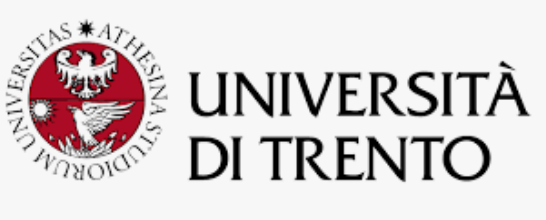 ATHESINA STUDIORUM UNIVERSITAS
UNIVERSITÀ
DI TRENTO